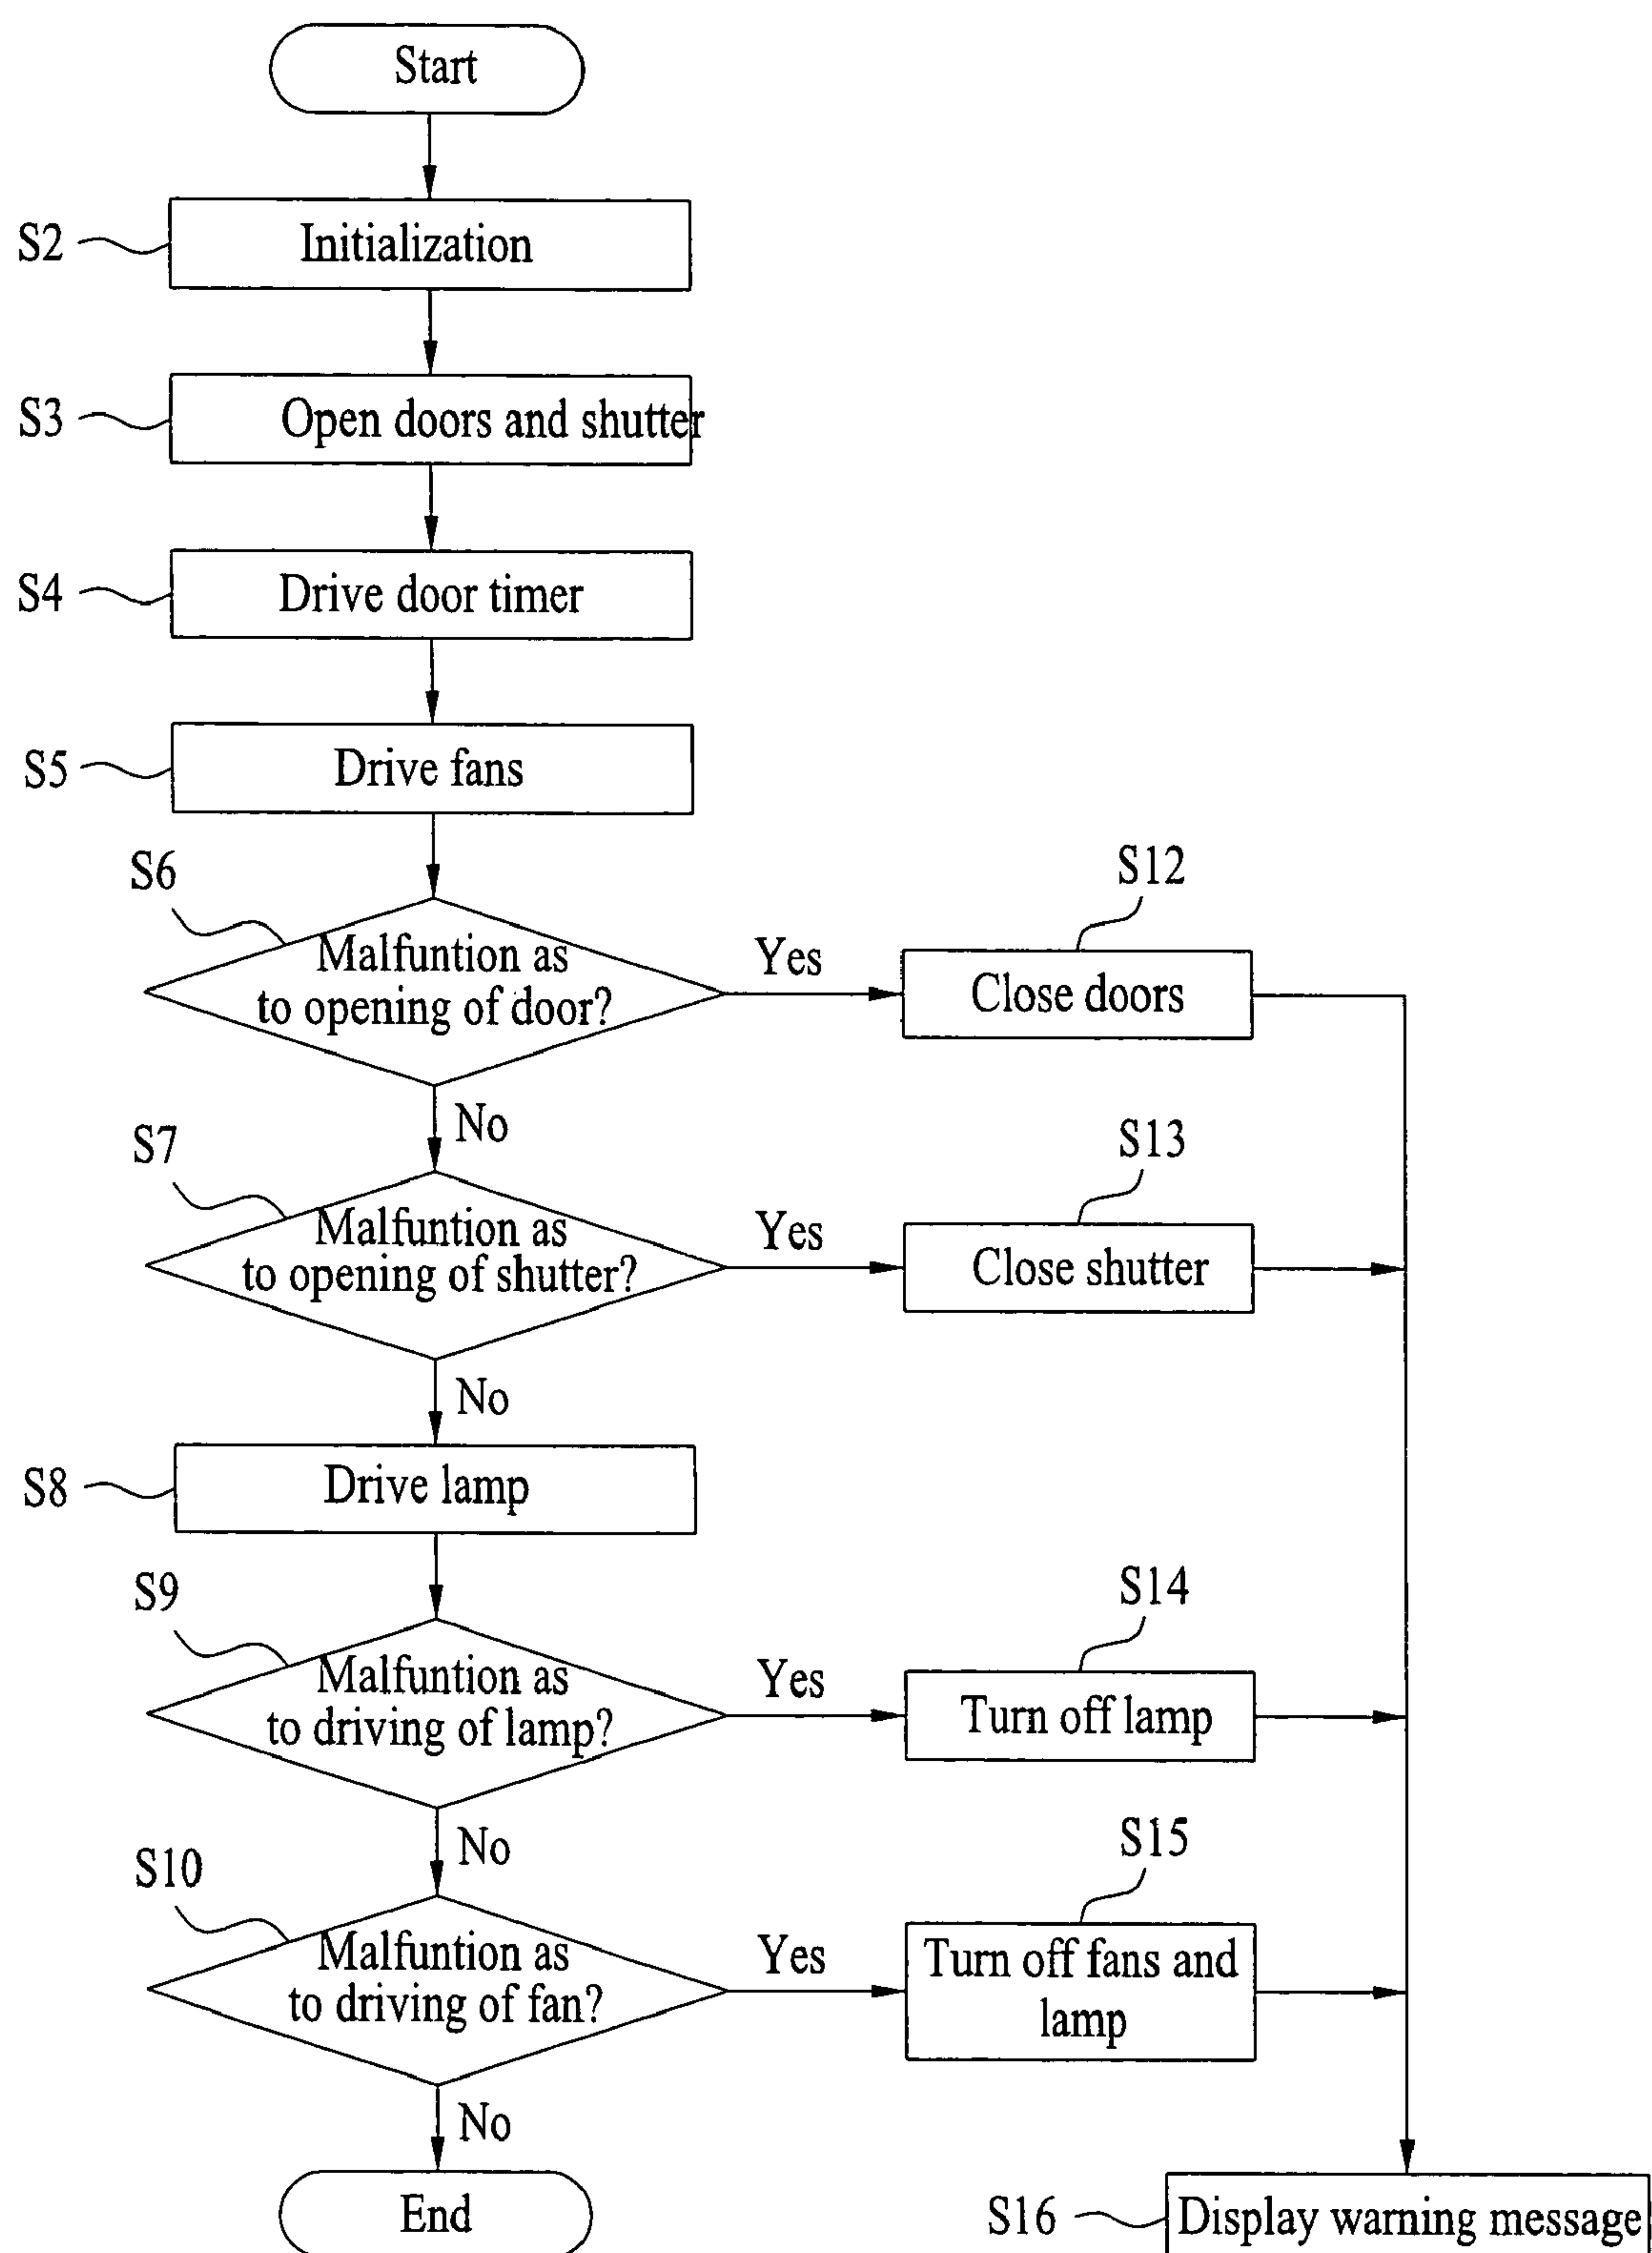 Start
S2
Initialization
S3
Open doors and shutter
S4
Drive door timer
S5
Drive fans
S6
Malfuntion as
to opening of door?
Yes
S12
Close doors
No
S7
Malfuntion as
to opening of shutter?
Yes
S13
Close shutter
No
S8
Drive lamp
S9
Malfuntion as
to driving of lamp?
Yes
S14
Turn off lamp
No
S10
Malfuntion as
to driving of fan?
Yes
S15
Turn off fans and
lamp
No
End
S16
Display warning message